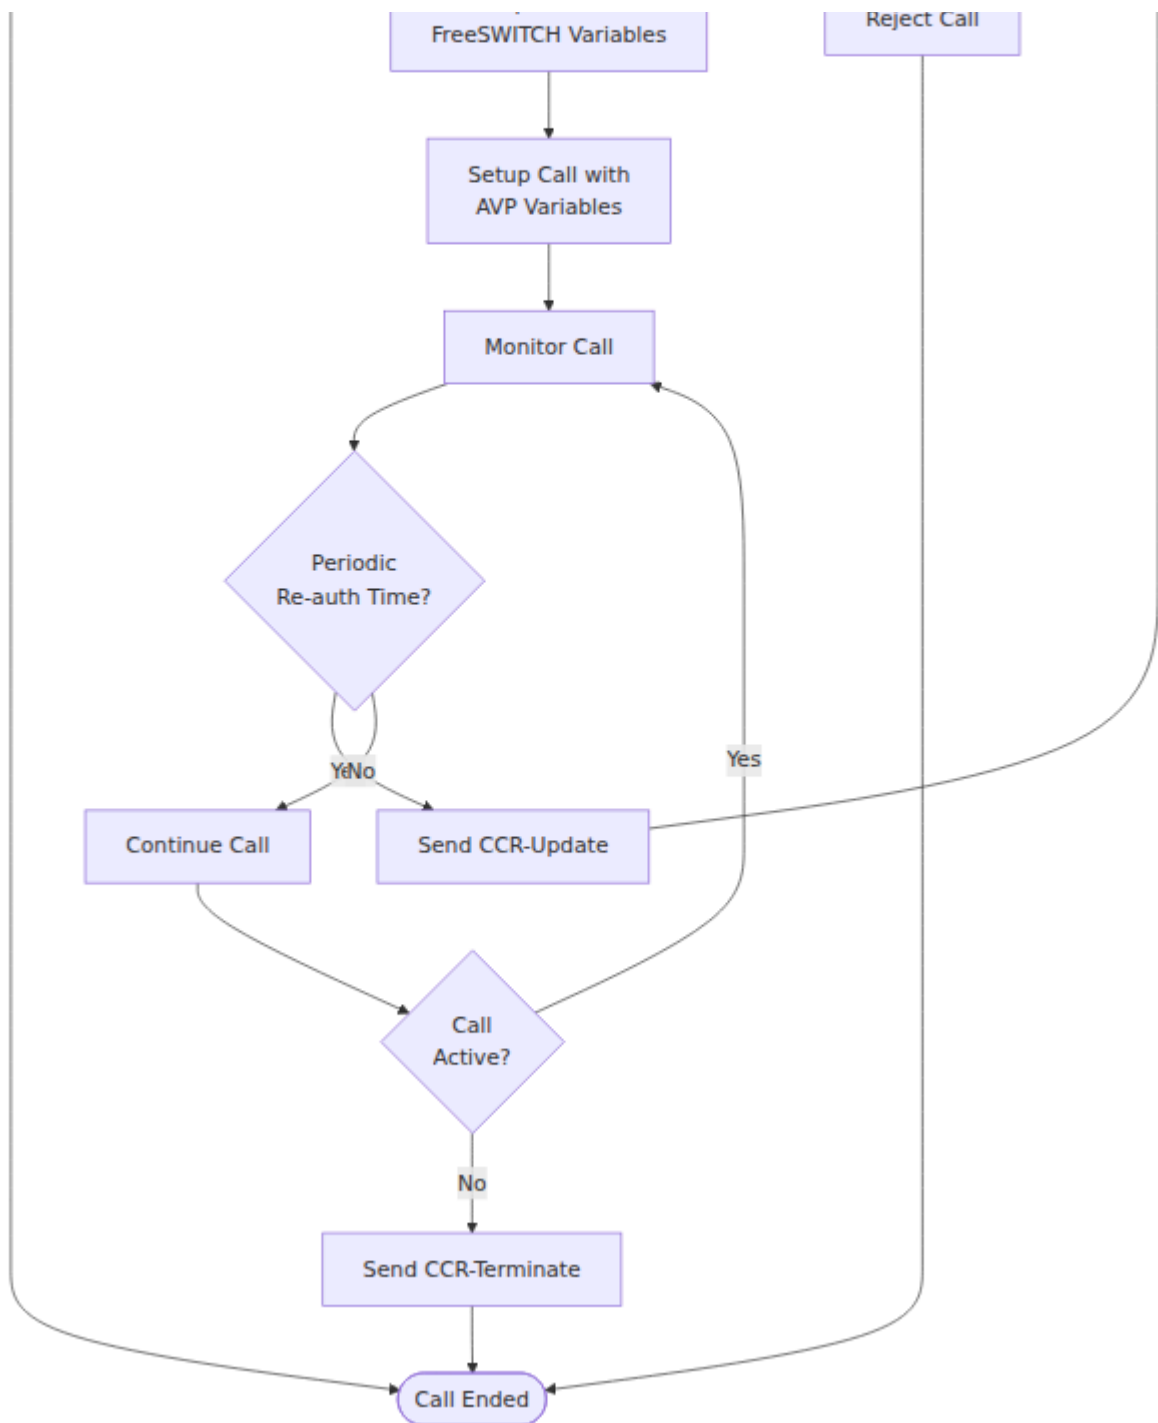 FreeSWITCH Variables
Reject Call
Setup Call with
AVP Variables
Monitor Call
Periodic
Re-auth Time?
No
Yes
Continue Call
Send CCR-Update
Call
Active?
No
Send CCR-Terminate
Call Ended